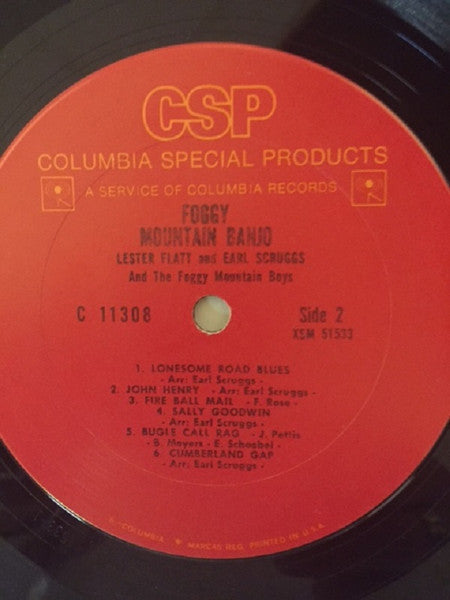 CSP
COLUMBIA SPECIAL PRODUCTS
A SERVICE OF COLUMBIA RECORDS
FOGGY
MOUNTAIN BANJO
LESTER FLATT and EARL SCRUGGS
And The Foggy Mountain Boys
C 11308
Side 2
XSM 51533
1. LONESOME ROAD BLUES
- Arr: Earl Scruggs -
2. JOHN HENRY - Arr: Earl Scruggs -
3. FIRE BALL MAIL - F. Rose -
4. SALLY GOODWIN
- Arr: Earl Scruggs -
5. BUGLE CALL RAG - J. Pettis
- B. Meyers - E. Schoebel -
6. CUMBERLAND GAP
- Arr: Earl Scruggs -
"COLUMBIA" MARCAS REG. PRINTED IN U.S.A.